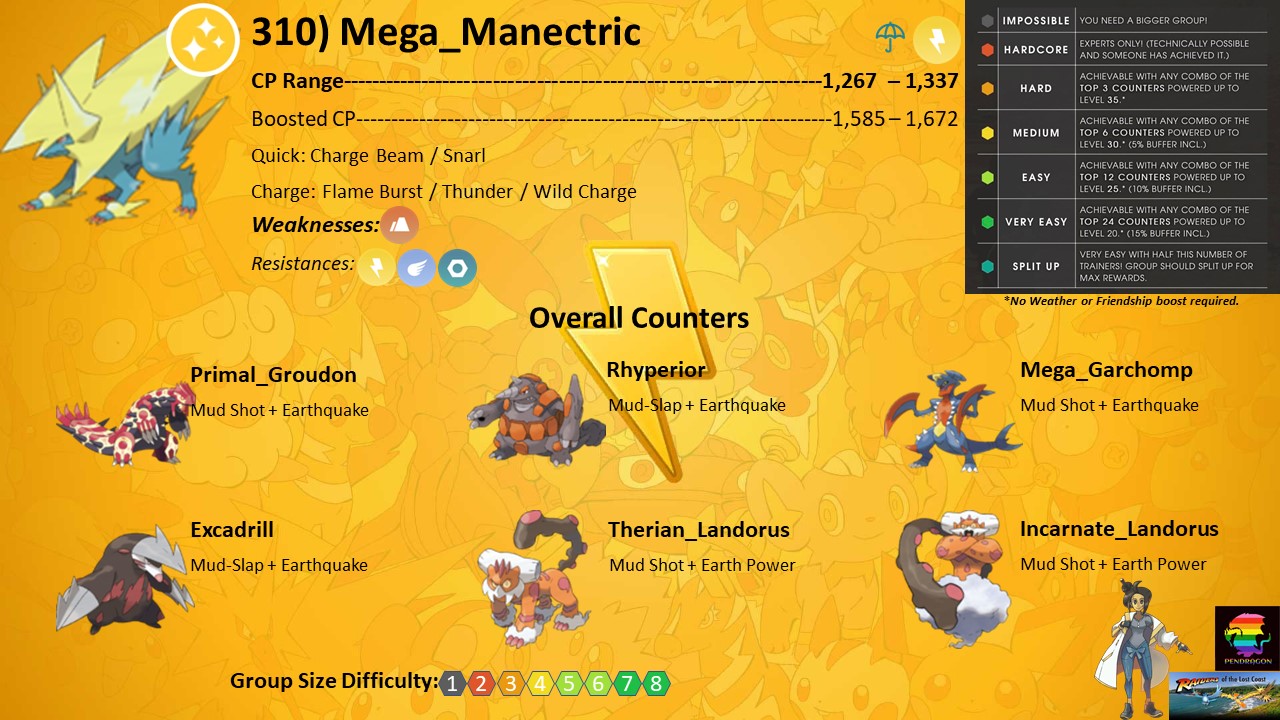 310) Mega_Manectric
CP Range--------------------------------------------------------------------1,267 – 1,337
Boosted CP--------------------------------------------------------------------1,585 – 1,672
Quick: Charge Beam / Snarl
Charge: Flame Burst / Thunder / Wild Charge
Weaknesses:
Resistances:
IMPOSSIBLE YOU NEED A BIGGER GROUP!
HARDCORE EXPERTS ONLY! (TECHNICALLY POSSIBLE
AND SOMEONE HAS ACHIEVED IT.)
HARD ACHIEVABLE WITH ANY COMBO OF THE
TOP 3 COUNTERS POWERED UP TO
LEVEL 35.*
MEDIUM ACHIEVABLE WITH ANY COMBO OF THE
TOP 6 COUNTERS POWERED UP TO
LEVEL 30.* (5% BUFFER INCL.)
EASY ACHIEVABLE WITH ANY COMBO OF THE
TOP 12 COUNTERS POWERED UP TO
LEVEL 25.* (10% BUFFER INCL.)
VERY EASY ACHIEVABLE WITH ANY COMBO OF THE
TOP 24 COUNTERS POWERED UP TO
LEVEL 20.* (15% BUFFER INCL.)
SPLIT UP VERY EASY WITH HALF THIS NUMBER OF
TRAINERS! GROUP SHOULD SPLIT UP FOR
MAX REWARDS.
*No Weather or Friendship boost required.
Overall Counters
Primal_Groudon
Mud Shot + Earthquake
Rhyperior
Mud-Slap + Earthquake
Mega_Garchomp
Mud Shot + Earthquake
Excadrill
Mud-Slap + Earthquake
Therian_Landorus
Mud Shot + Earth Power
Incarnate_Landorus
Mud Shot + Earth Power
Group Size Difficulty: 1 2 3 4 5 6 7 8
PENDRAGON
RAIDERS of the Lost Coast